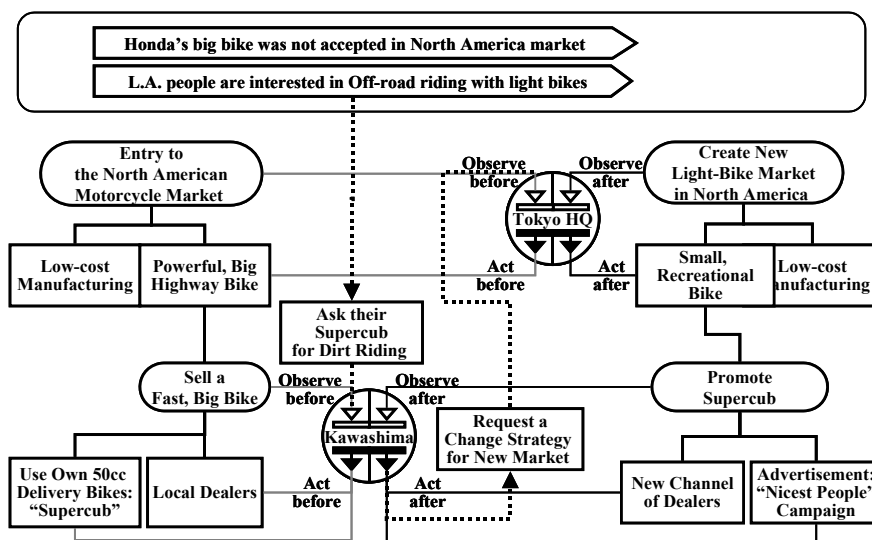 Honda's big bike was not accepted in North America market
L.A. people are interested in Off-road riding with light bikes
Entry to
the North American
Motorcycle Market
Observe
before
Observe
after
Create New
Light-Bike Market
in North America
Tokyo HQ
Low-cost
Manufacturing
Powerful, Big
Highway Bike
Act
before
Act
after
Small,
Recreational
Bike
Low-cost
anufacturing
Ask their
Supercub
for Dirt Riding
Sell a
Fast, Big Bike
Observe
before
Observe
after
Promote
Supercub
Kawashima
Request a
Change Strategy
for New Market
Use Own 50cc
Delivery Bikes:
“Supercub”
Local Dealers
Act
before
Act
after
New Channel
of Dealers
Advertisement:
“Nicest People”
Campaign